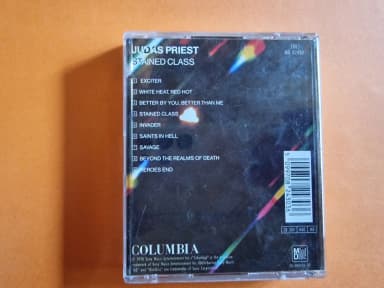 JUDAS PRIEST
STAINED CLASS
EXCITER
WHITE HEAT, RED HOT
BETTER BY YOU, BETTER THAN ME
STAINED CLASS
INVADER
SAINTS IN HELL
SAVAGE
BEYOND THE REALMS OF DEATH
HEROES END
COLUMBIA